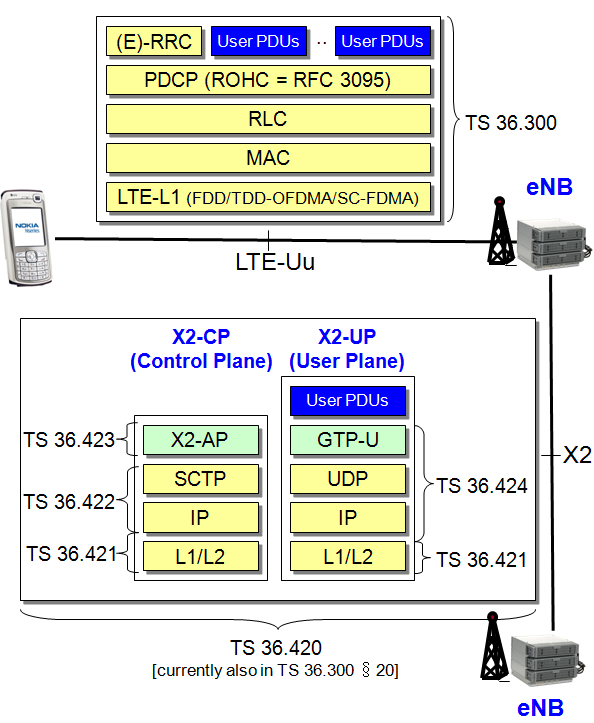 (E)-RRC User PDUs ·· User PDUs
PDCP (ROHC = RFC 3095)
RLC
TS 36.300
MAC
LTE-L1 (FDD/TDD-OFDMA/SC-FDMA)
eNB
NOKIA
Nseries
LTE-Uu
X2-CP
(Control Plane)
X2-UP
(User Plane)
User PDUs
TS 36.423
X2-AP
GTP-U
X2
TS 36.422
SCTP
UDP
TS 36.424
IP
IP
TS 36.421
L1/L2
L1/L2
TS 36.421
TS 36.420
[currently also in TS 36.300 § 20]
eNB